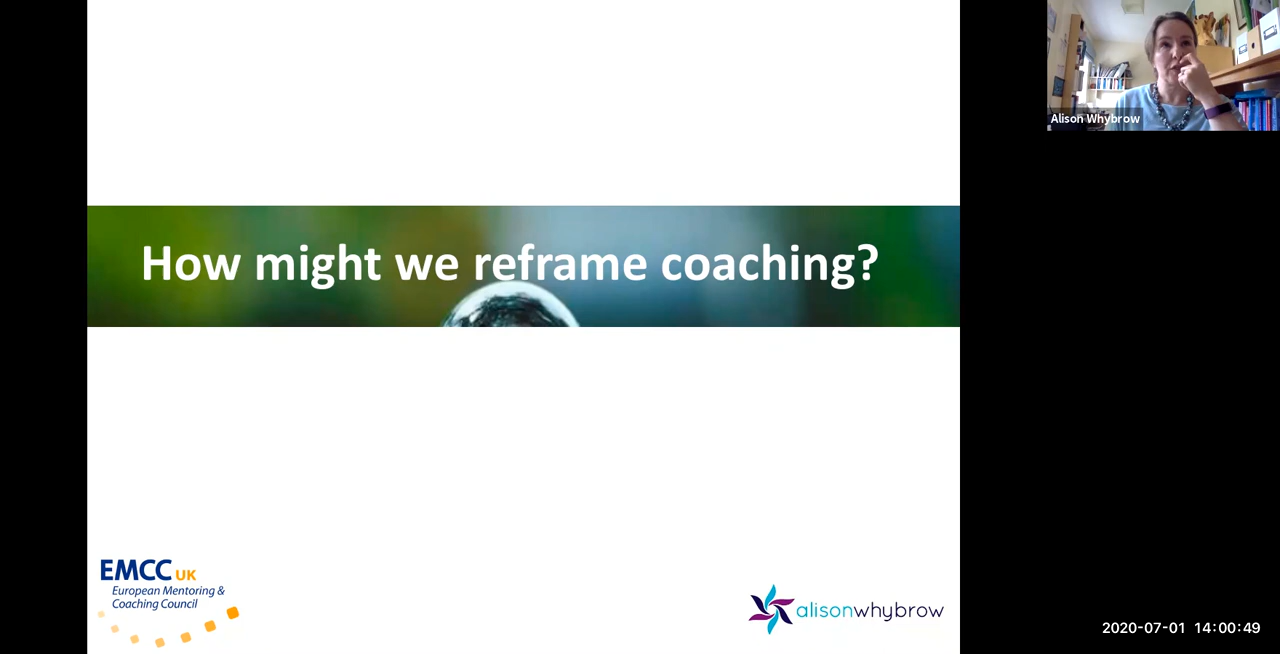 Alison Whybrow
How might we reframe coaching?
EMCC UK
European Mentoring &
Coaching Council
alisonwhybrow
2020-07-01 14:00:49